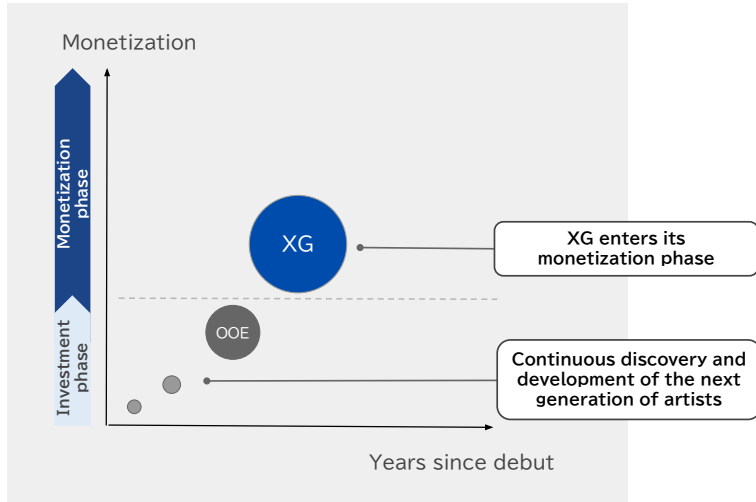 Monetization
Monetization
phase
XG
XG enters its
monetization phase
OOE
Investment
phase
Continuous discovery and
development of the next
generation of artists
Years since debut